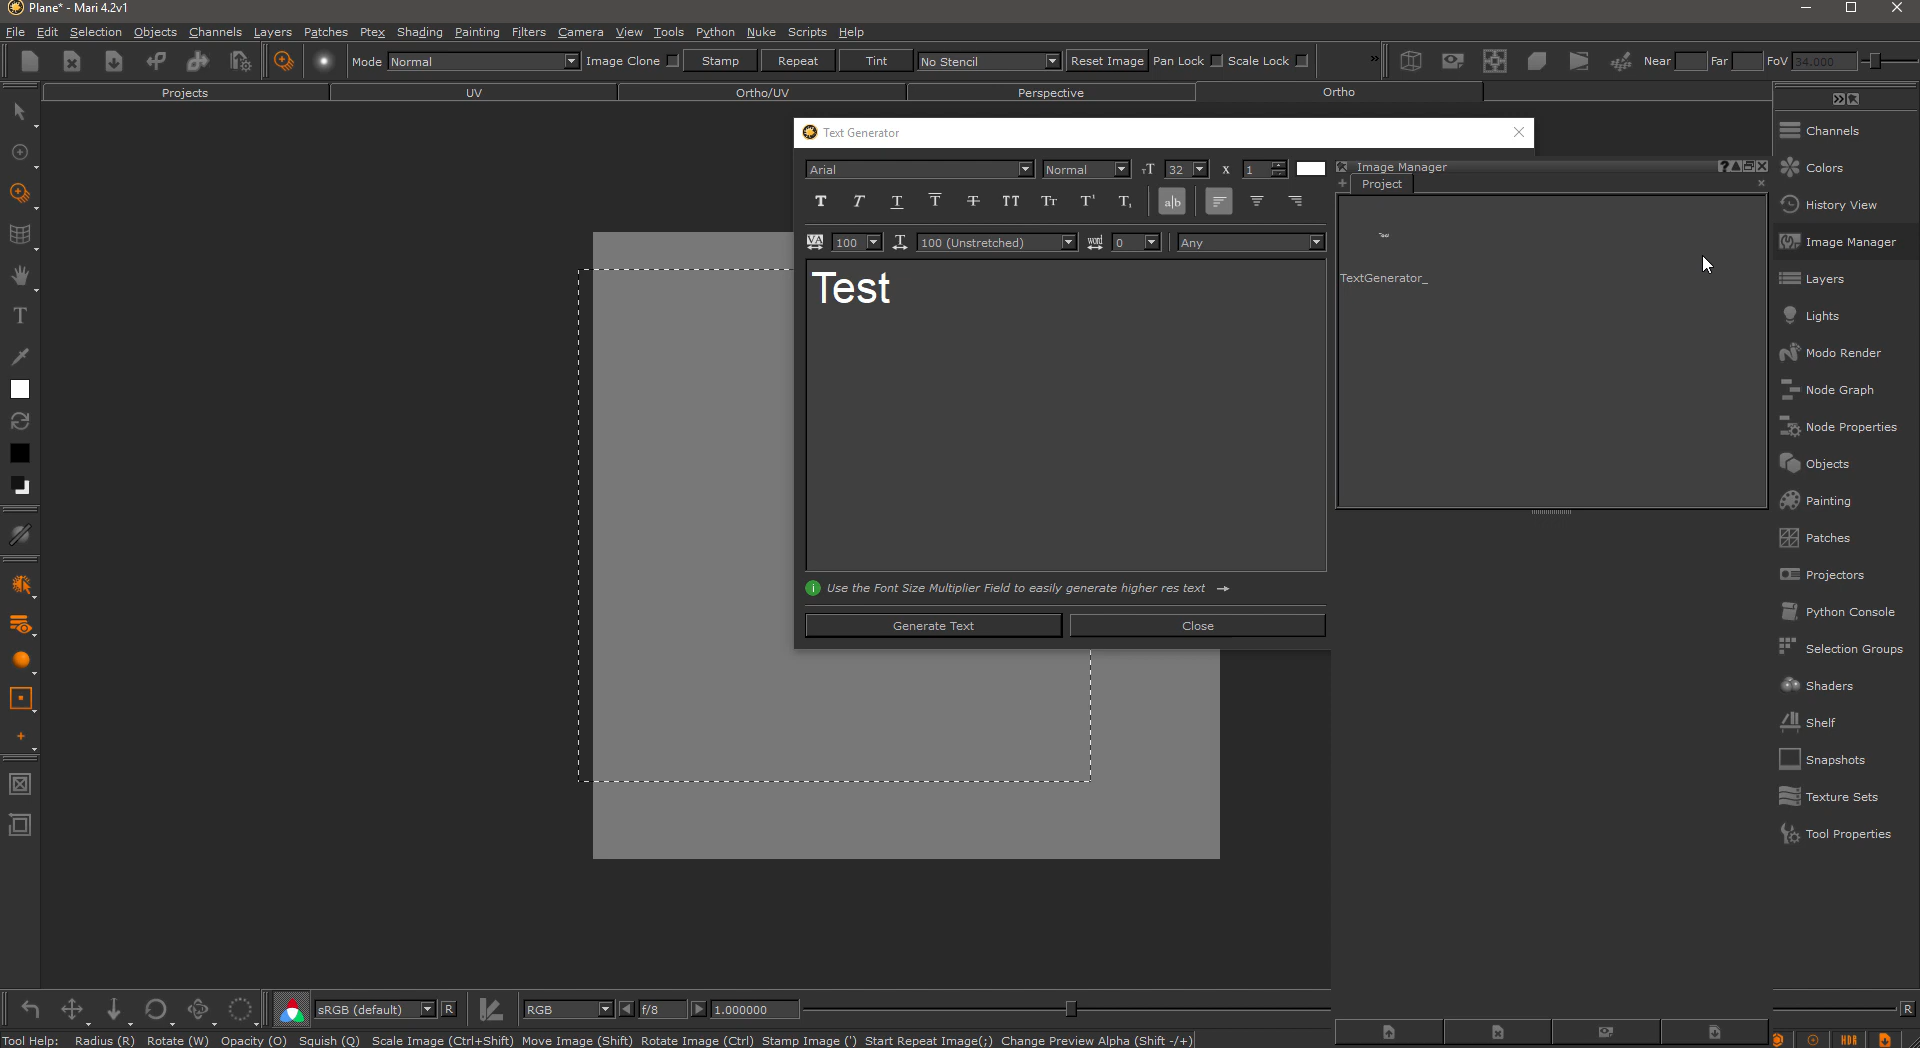 Plane* - Mari 4.2v1
File Edit Selection Objects Channels Layers Patches Ptex Shading Painting Filters Camera View Tools Python Nuke Scripts Help
Mode Normal Image Clone Stamp Repeat Tint No Stencil Reset Image Pan Lock Scale Lock » Near Far FoV 34.000
Projects UV Ortho/UV Perspective Ortho
Text Generator
Arial Normal 32 x 1
100 100 (Unstretched) 0 Any
Test
Use the Font Size Multiplier Field to easily generate higher res text →
Generate Text Close
Image Manager
Project
Test
TextGenerator_
Channels
Colors
History View
Image Manager
Layers
Lights
Modo Render
Node Graph
Node Properties
Objects
Painting
Patches
Projectors
Python Console
Selection Groups
Shaders
Shelf
Snapshots
Texture Sets
Tool Properties
sRGB (default) R RGB f/8 1.000000 R
Tool Help: Radius (R) Rotate (W) Opacity (O) Squish (Q) Scale Image (Ctrl+Shift) Move Image (Shift) Rotate Image (Ctrl) Stamp Image (') Start Repeat Image(;) Change Preview Alpha (Shift -/+) HDR